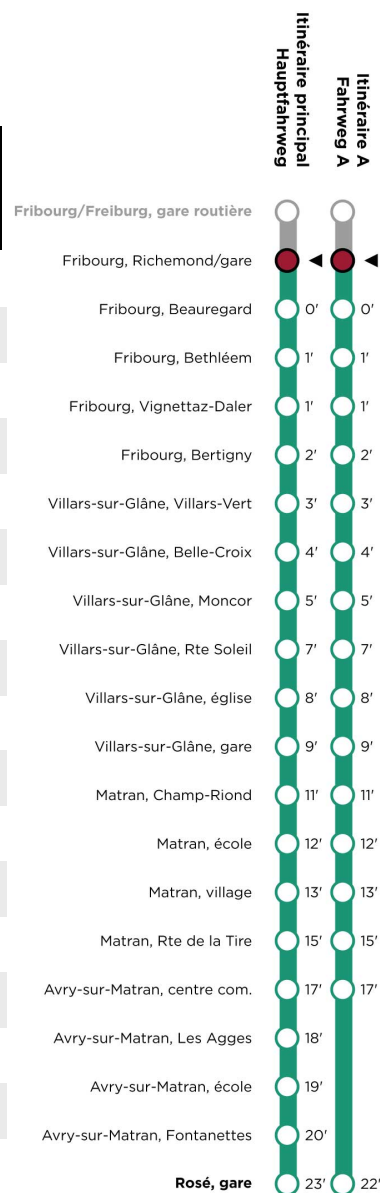 Itinéraire principal
Hauptfahrweg
Itinéraire A
Fahrweg A
Fribourg/Freiburg, gare routière
Fribourg, Richemond/gare
Fribourg, Beauregard 0' 0'
Fribourg, Bethléem 1' 1'
Fribourg, Vignettaz-Daler 1' 1'
Fribourg, Bertigny 2' 2'
Villars-sur-Glâne, Villars-Vert 3' 3'
Villars-sur-Glâne, Belle-Croix 4' 4'
Villars-sur-Glâne, Moncor 5' 5'
Villars-sur-Glâne, Rte Soleil 7' 7'
Villars-sur-Glâne, église 8' 8'
Villars-sur-Glâne, gare 9' 9'
Matran, Champ-Riond 11' 11'
Matran, école 12' 12'
Matran, village 13' 13'
Matran, Rte de la Tire 15' 15'
Avry-sur-Matran, centre com. 17' 17'
Avry-sur-Matran, Les Agges 18'
Avry-sur-Matran, école 19'
Avry-sur-Matran, Fontanettes 20'
Rosé, gare 23' 22'